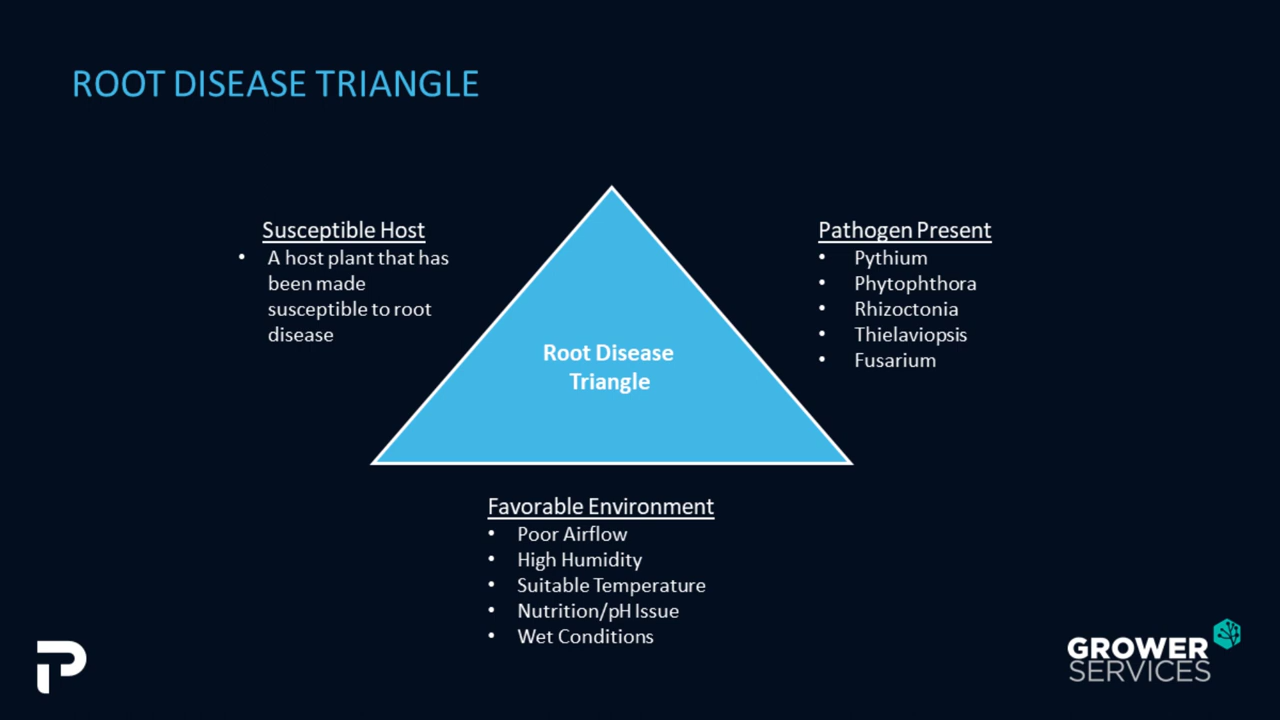 ROOT DISEASE TRIANGLE
Susceptible Host
• A host plant that has
been made
susceptible to root
disease
Pathogen Present
• Pythium
• Phytophthora
• Rhizoctonia
• Thielaviopsis
• Fusarium
Root Disease
Triangle
Favorable Environment
• Poor Airflow
• High Humidity
• Suitable Temperature
• Nutrition/pH Issue
• Wet Conditions
P
GROWER
SERVICES